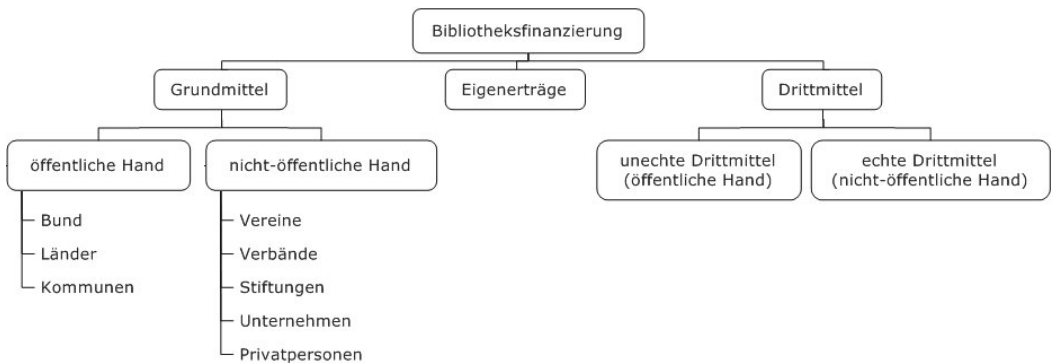 Bibliotheksfinanzierung
Grundmittel
Eigenerträge
Drittmittel
öffentliche Hand
nicht-öffentliche Hand
unechte Drittmittel
(öffentliche Hand)
echte Drittmittel
(nicht-öffentliche Hand)
Bund
Länder
Kommunen
Vereine
Verbände
Stiftungen
Unternehmen
Privatpersonen